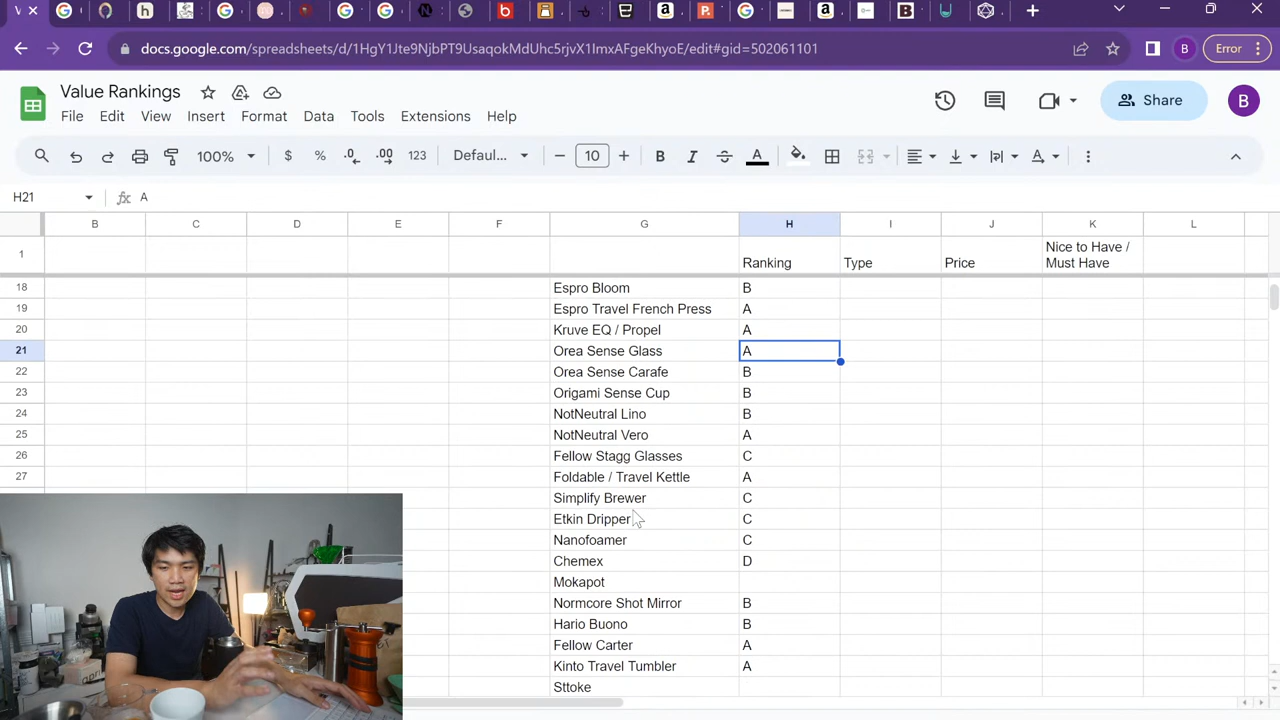 docs.google.com/spreadsheets/d/1HgY1Jte9NjbPT9UsaqokMdUhc5rjvX1ImxAFgeKhyoE/edit#gid=502061101
B
Error
Value Rankings
File Edit View Insert Format Data Tools Extensions Help
Share
B
100%
$ % .0 .00 123
Defaul...
10
B I A
H21
fx A
B C D E F G H I J K L
1 Ranking Type Price Nice to Have /
Must Have
18 Espro Bloom B
19 Espro Travel French Press A
20 Kruve EQ / Propel A
21 Orea Sense Glass A
22 Orea Sense Carafe B
23 Origami Sense Cup B
24 NotNeutral Lino B
25 NotNeutral Vero A
26 Fellow Stagg Glasses C
27 Foldable / Travel Kettle A
Simplify Brewer C
Etkin Dripper C
Nanofoamer C
Chemex D
Mokapot
Normcore Shot Mirror B
Hario Buono B
Fellow Carter A
Kinto Travel Tumbler A
Sttoke